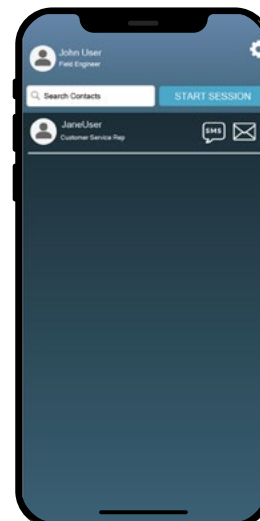 John User
Field Engineer
Search Contacts
START SESSION
JaneUser
Customer Service Rep
SMS